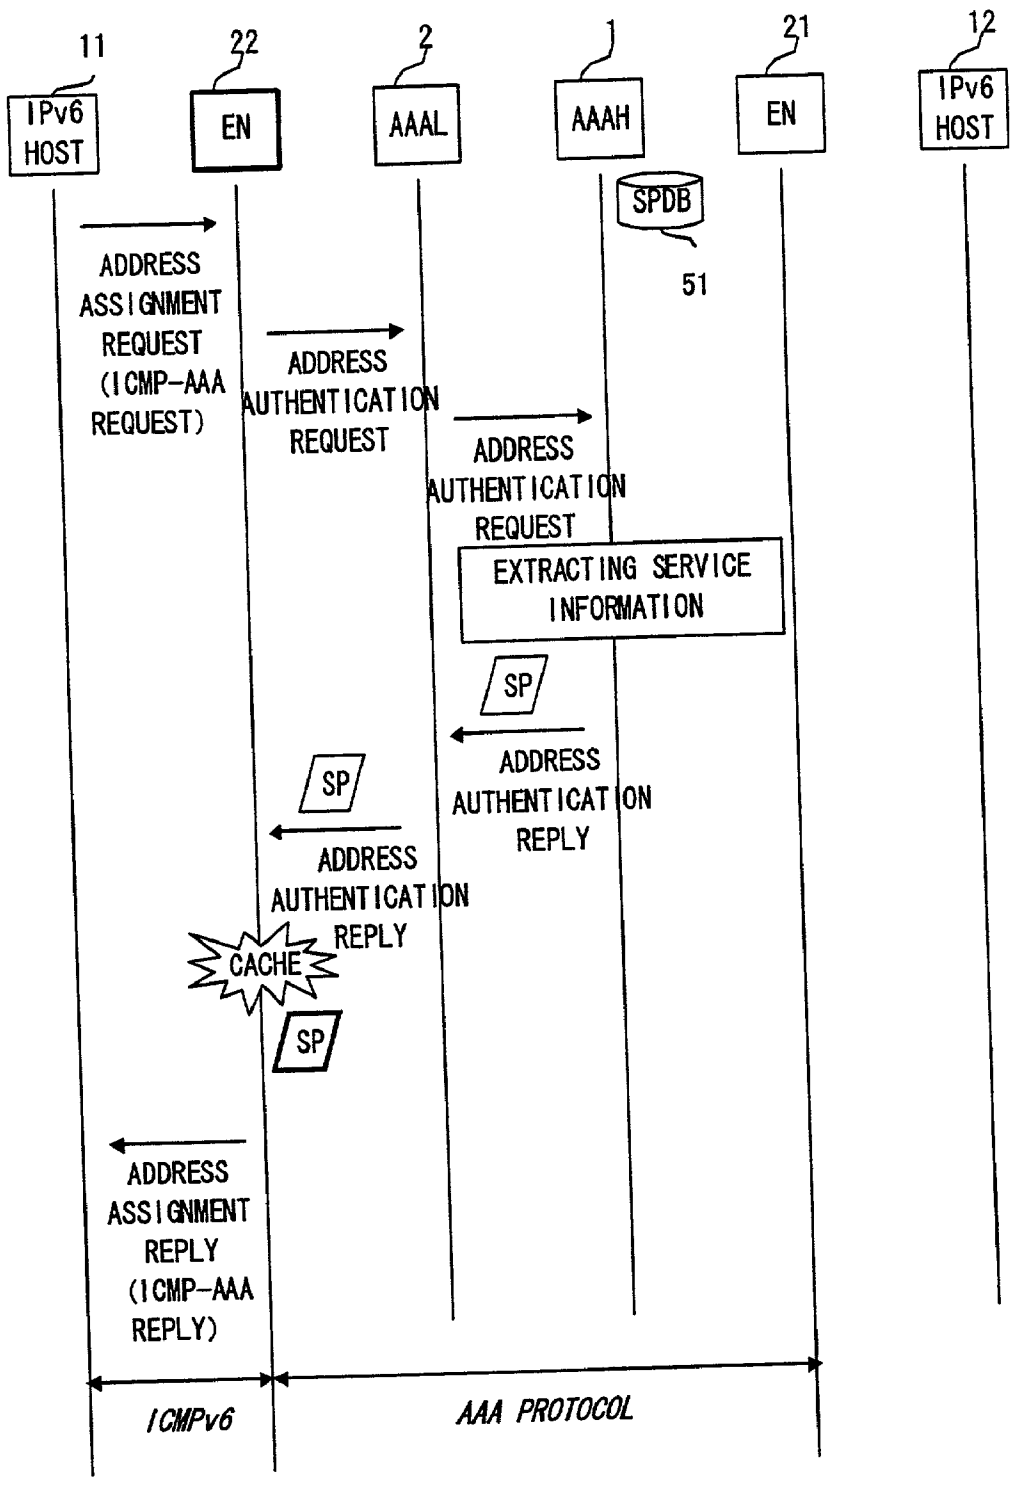 11
22
2
1
21
12
IPv6
HOST
EN
AAAL
AAAH
EN
IPv6
HOST
SPDB
51
ADDRESS
ASSIGNMENT
REQUEST
(ICMP-AAA
REQUEST)
ADDRESS
AUTHENTICATION
REQUEST
ADDRESS
AUTHENTICATION
REQUEST
EXTRACTING SERVICE
INFORMATION
SP
ADDRESS
AUTHENTICATION
REPLY
SP
ADDRESS
AUTHENTICATION
REPLY
CACHE
SP
ADDRESS
ASSIGNMENT
REPLY
(ICMP-AAA
REPLY)
ICMPv6
AAA PROTOCOL